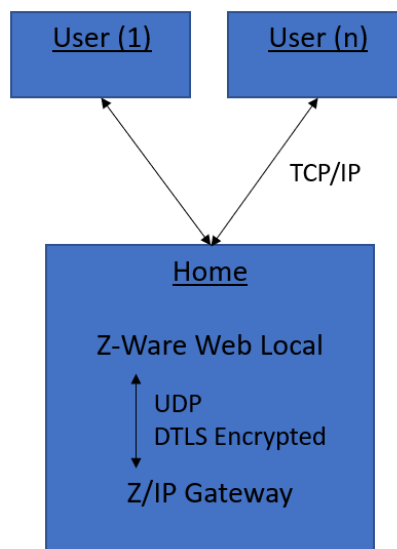 User (1)
User (n)
TCP/IP
Home
Z-Ware Web Local
UDP
DTLS Encrypted
Z/IP Gateway